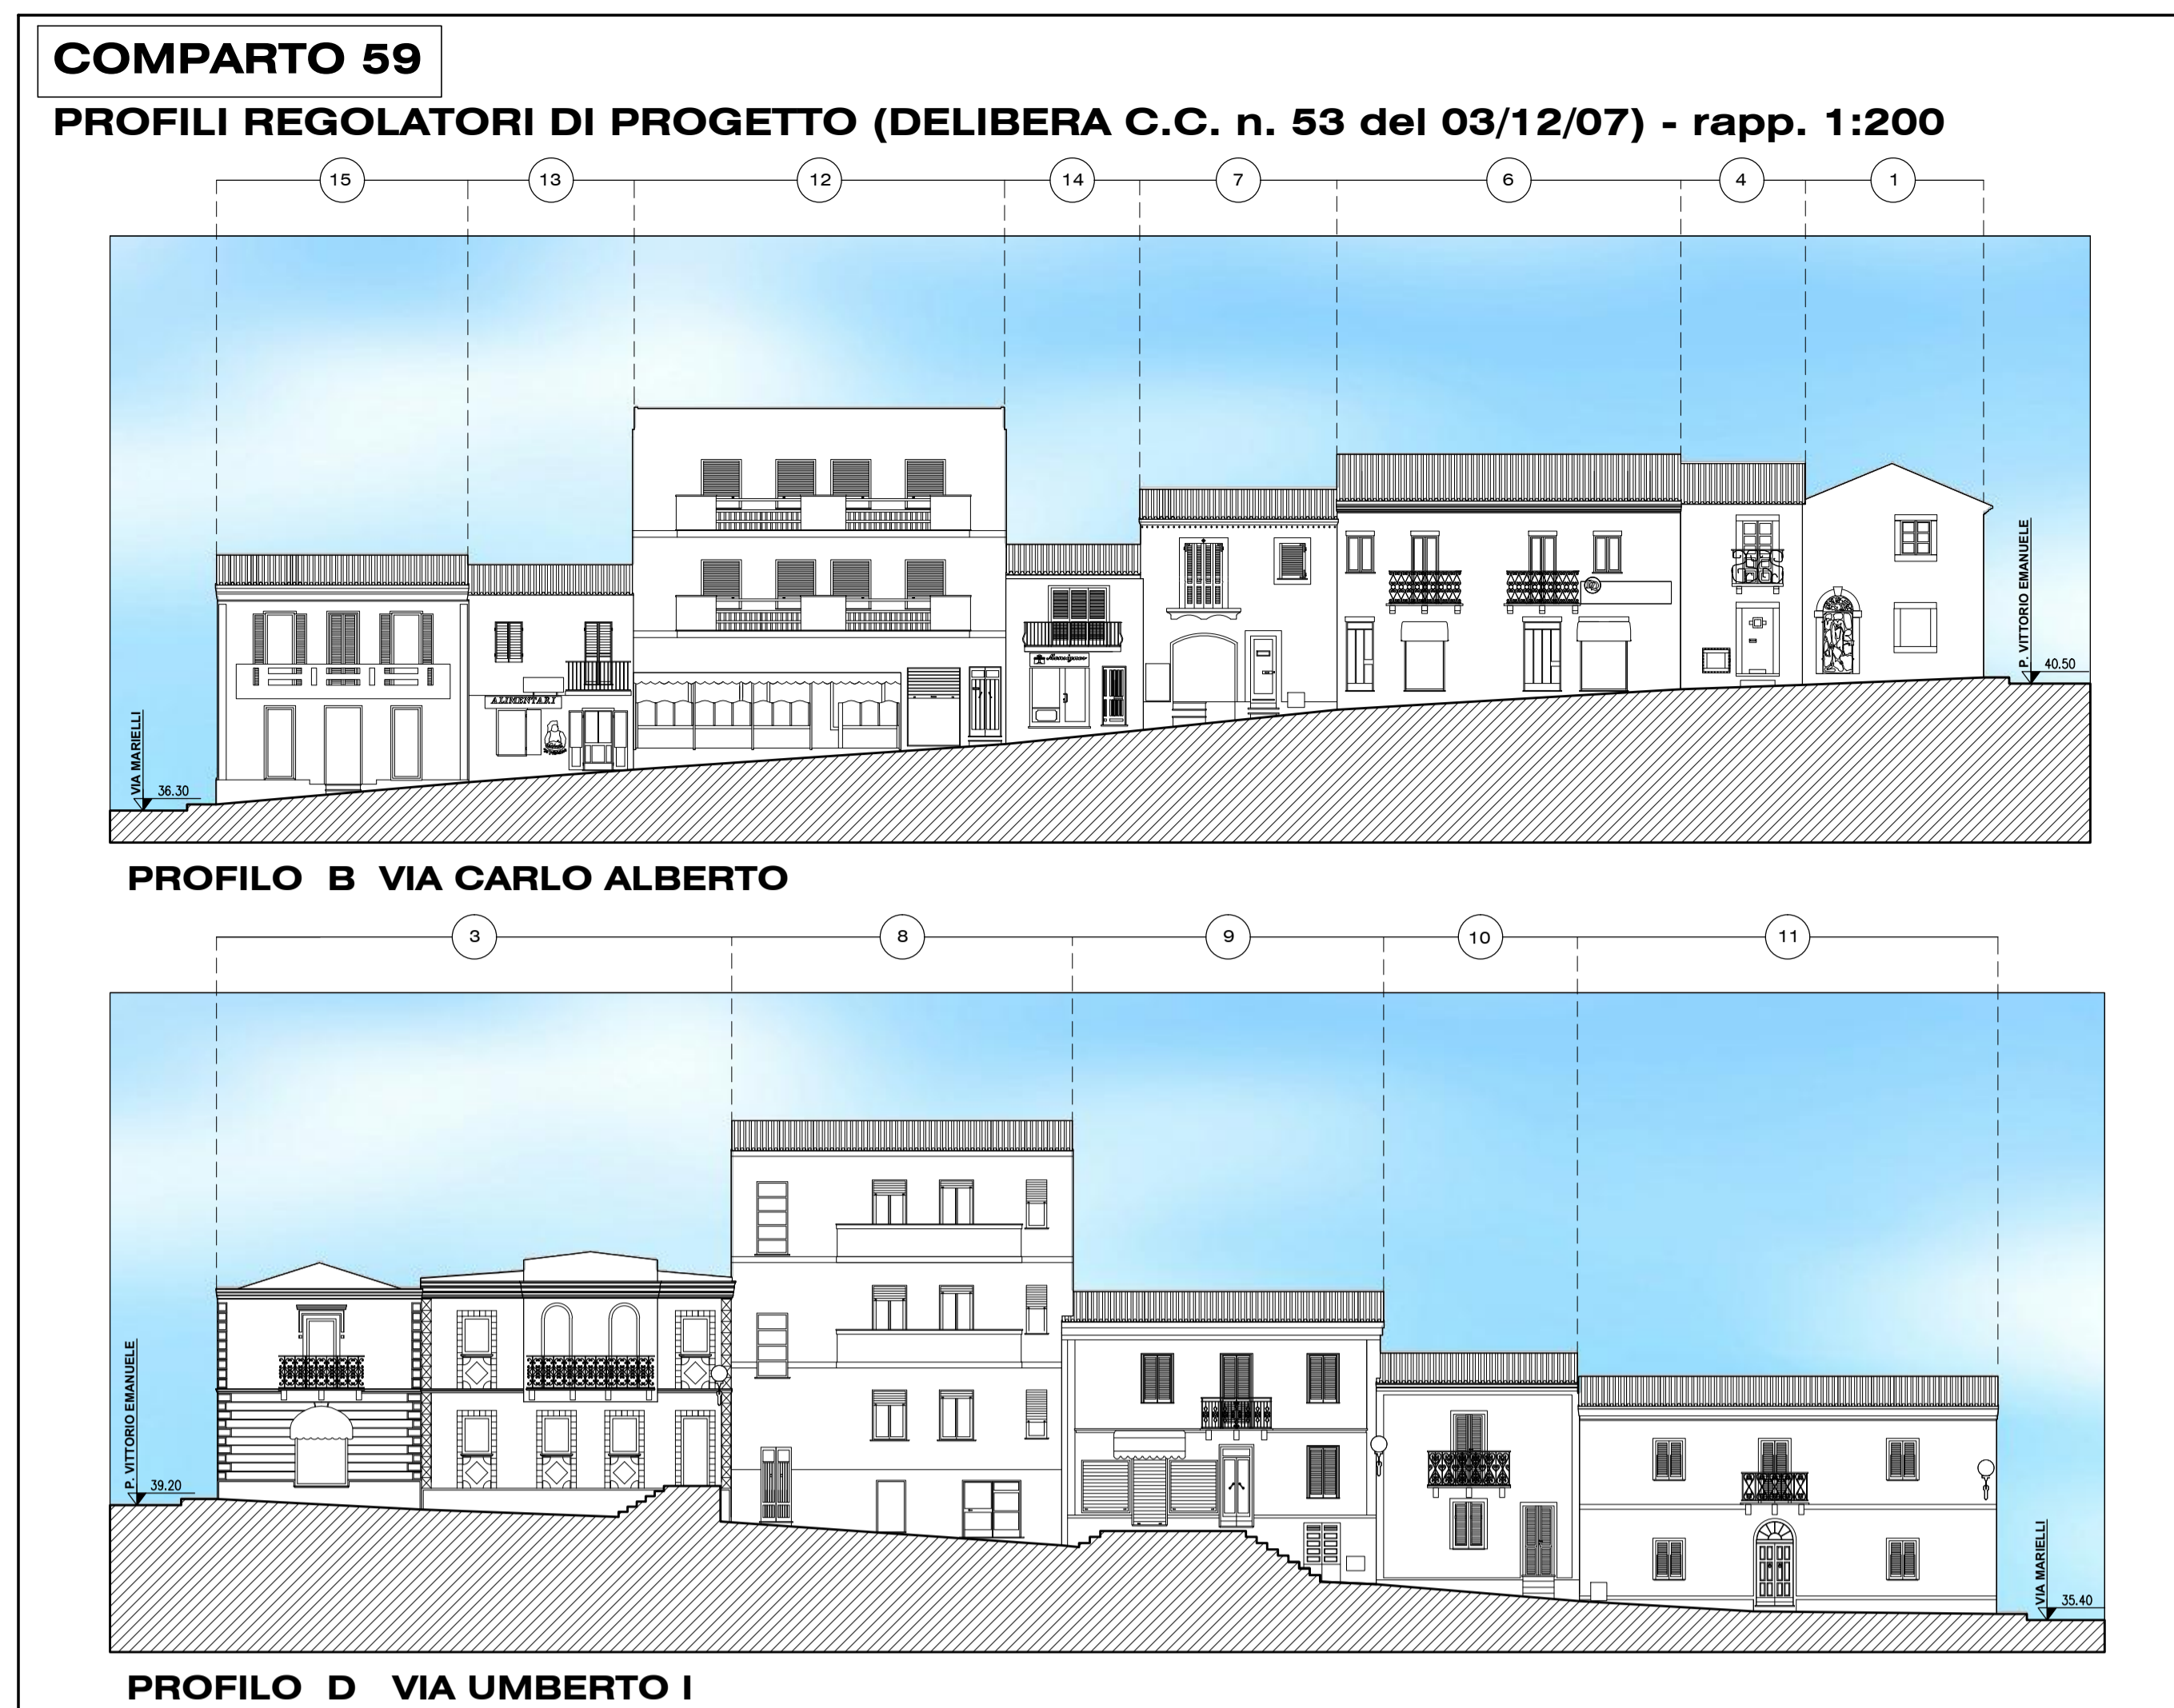 COMPARTO 59
PROFILI REGOLATORI DI PROGETTO (DELIBERA C.C. n. 53 del 03/12/07) - rapp. 1:200
15 13 12 14 7 6 4 1
VIA MARIELLI
36.30
ALIMENTARI
P. VITTORIO EMANUELE
40.50
PROFILO B VIA CARLO ALBERTO
3 8 9 10 11
P. VITTORIO EMANUELE
39.20
VIA MARIELLI
35.40
PROFILO D VIA UMBERTO I